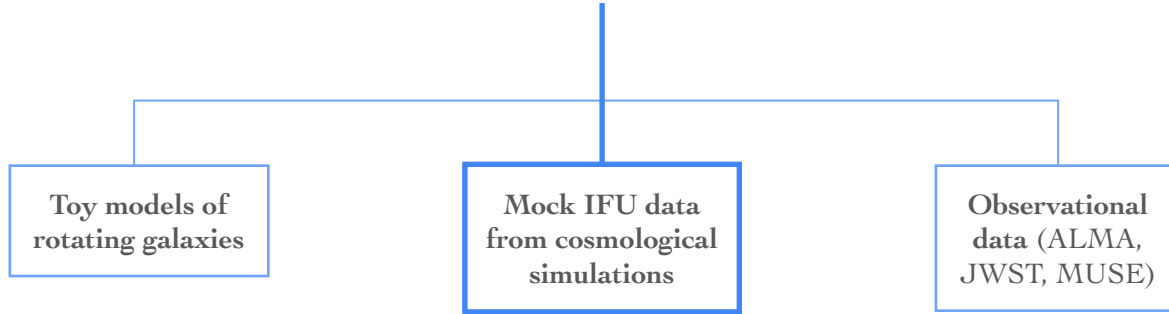 Toy models of
rotating galaxies
Mock IFU data
from cosmological
simulations
Observational
data (ALMA,
JWST, MUSE)